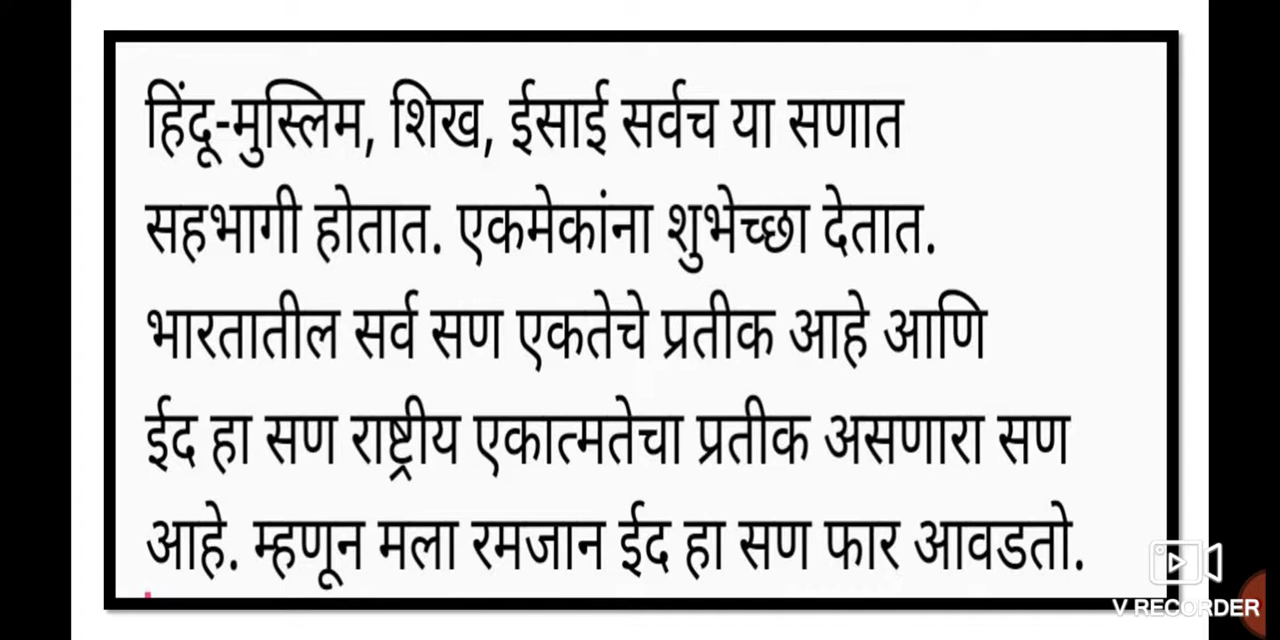 हिंदू-मुस्लिम, शिख, ईसाई सर्वच या सणात
सहभागी होतात. एकमेकांना शुभेच्छा देतात.
भारतातील सर्व सण एकतेचे प्रतीक आहे आणि
ईद हा सण राष्ट्रीय एकात्मतेचा प्रतीक असणारा सण
आहे. म्हणून मला रमजान ईद हा सण फार आवडतो.
V RECORDER